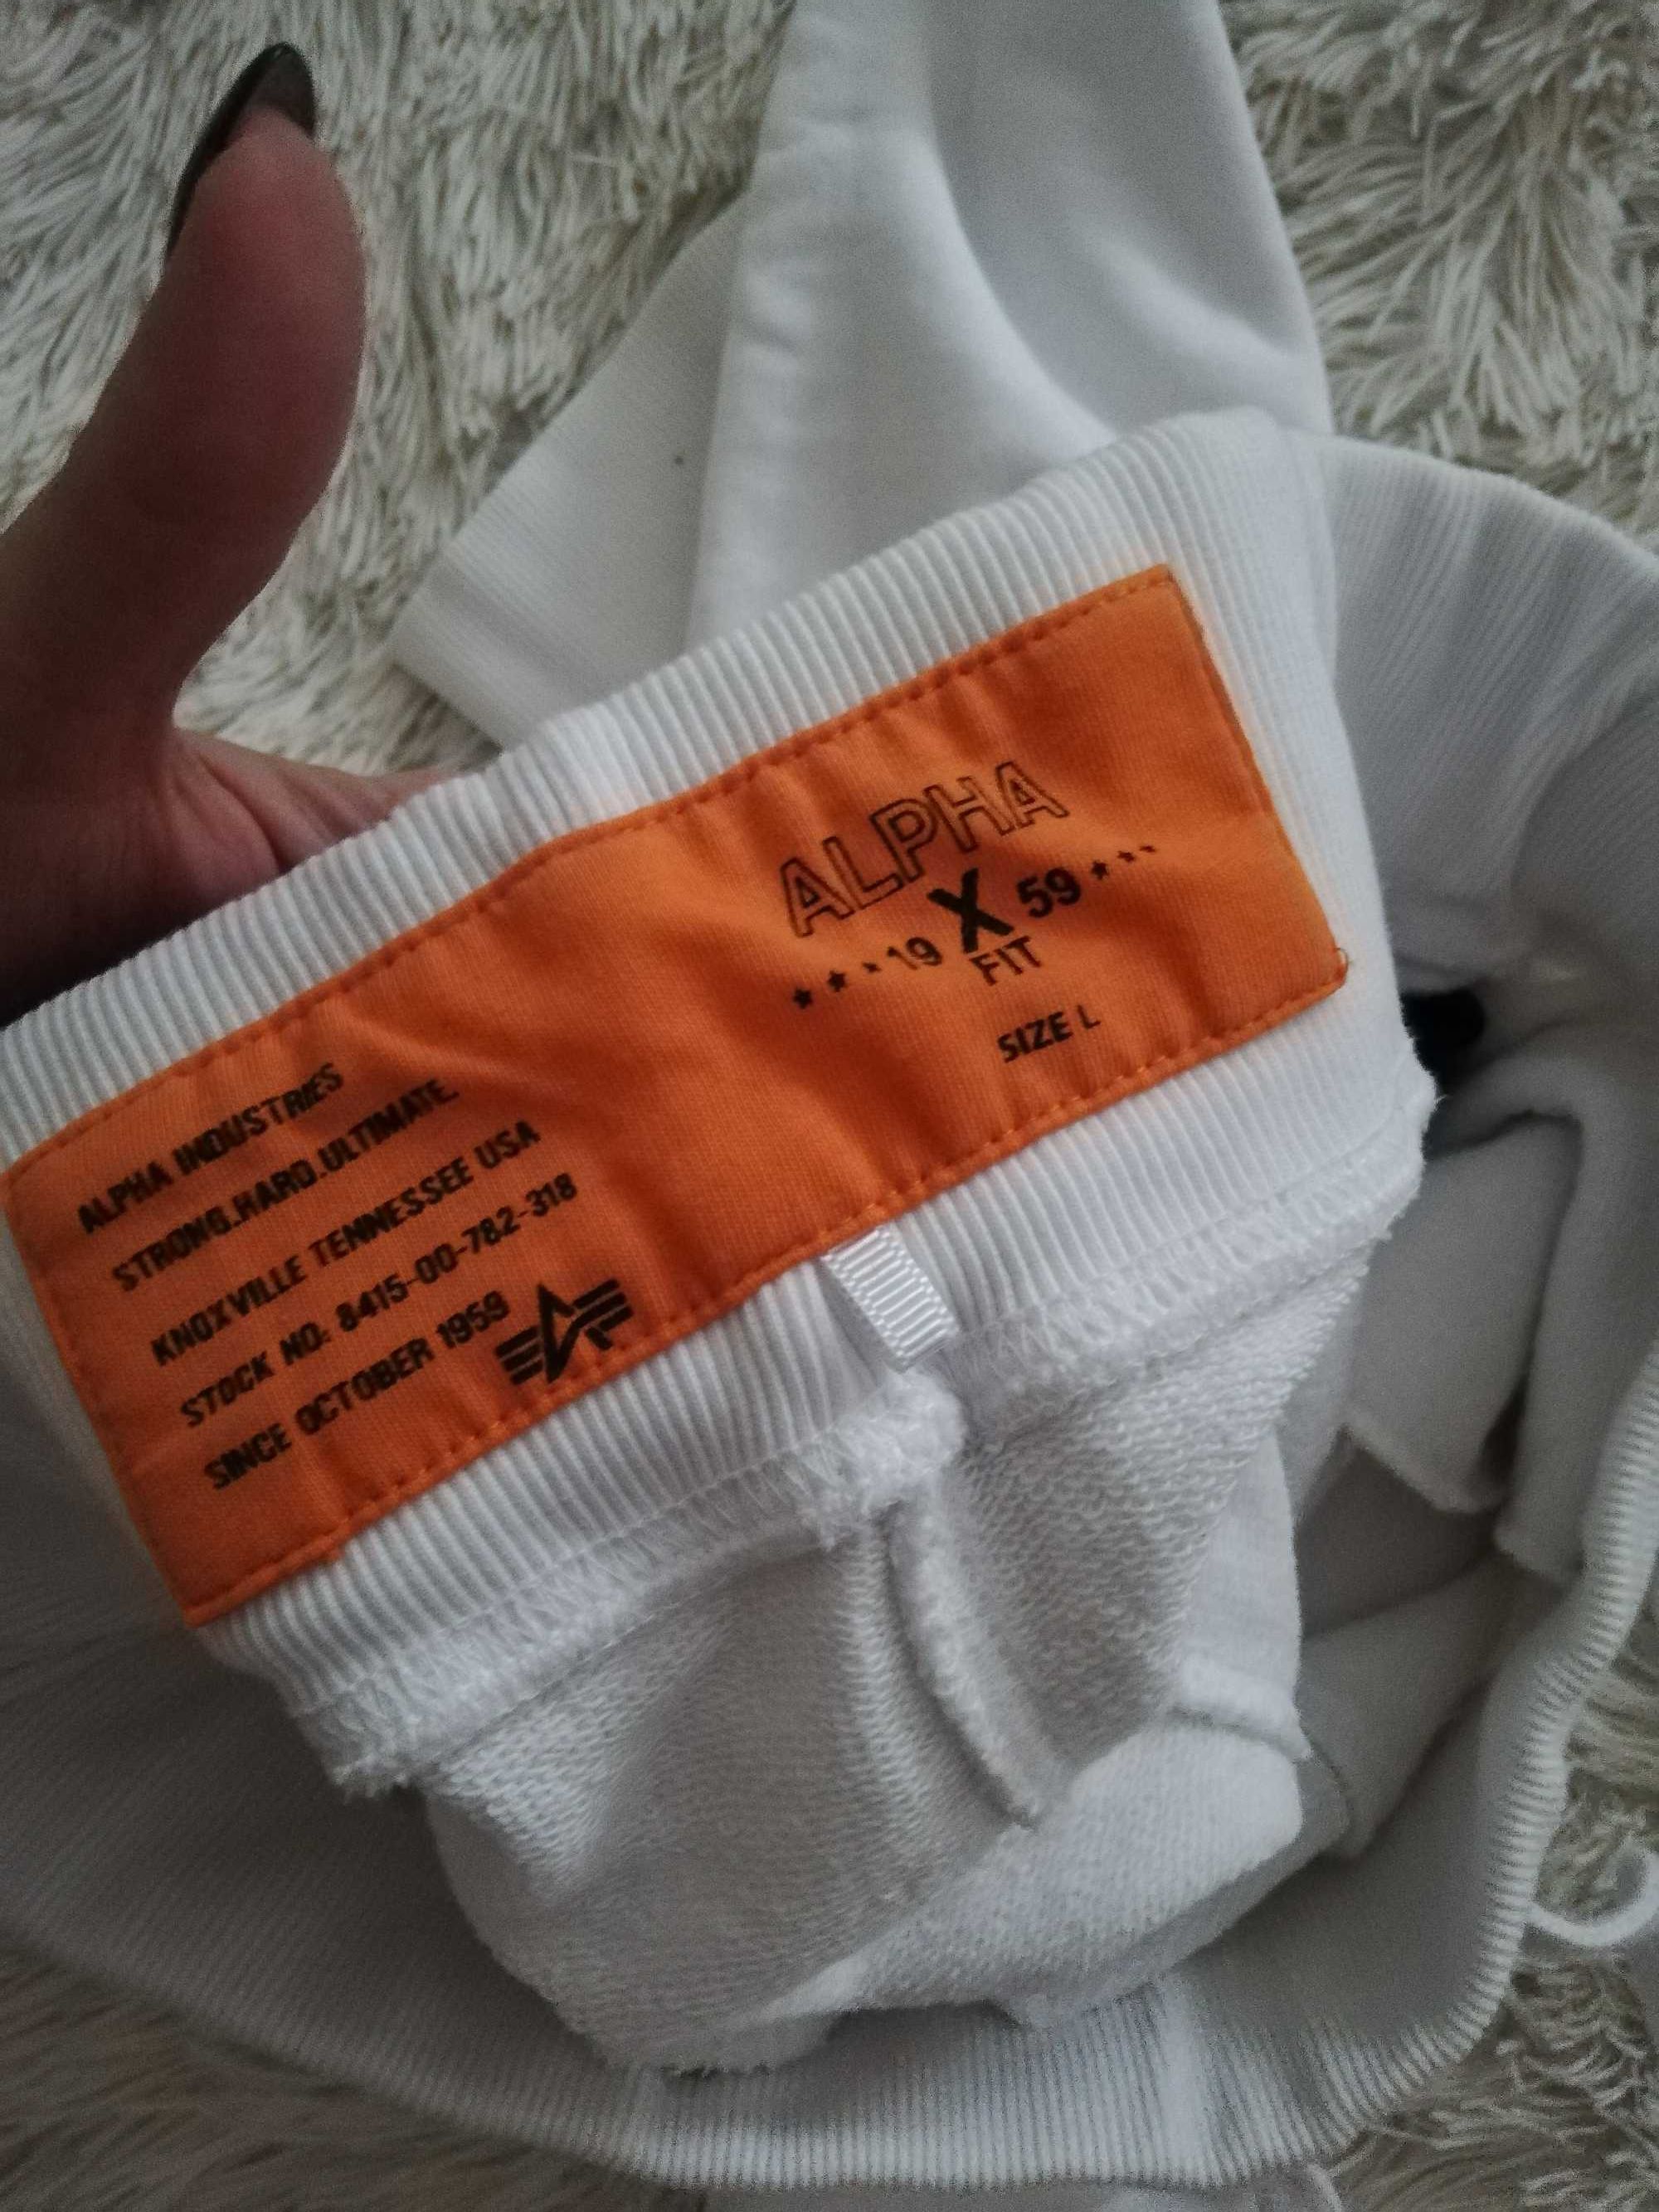 ALPHA INDUSTRIES
STRONG.HARD.ULTIMATE.
KNOXVILLE TENNESSEE USA
STOCK NO. 8415-00-782-318
SINCE OCTOBER 1959
ALPHA
19 X 59
FIT
SIZE L